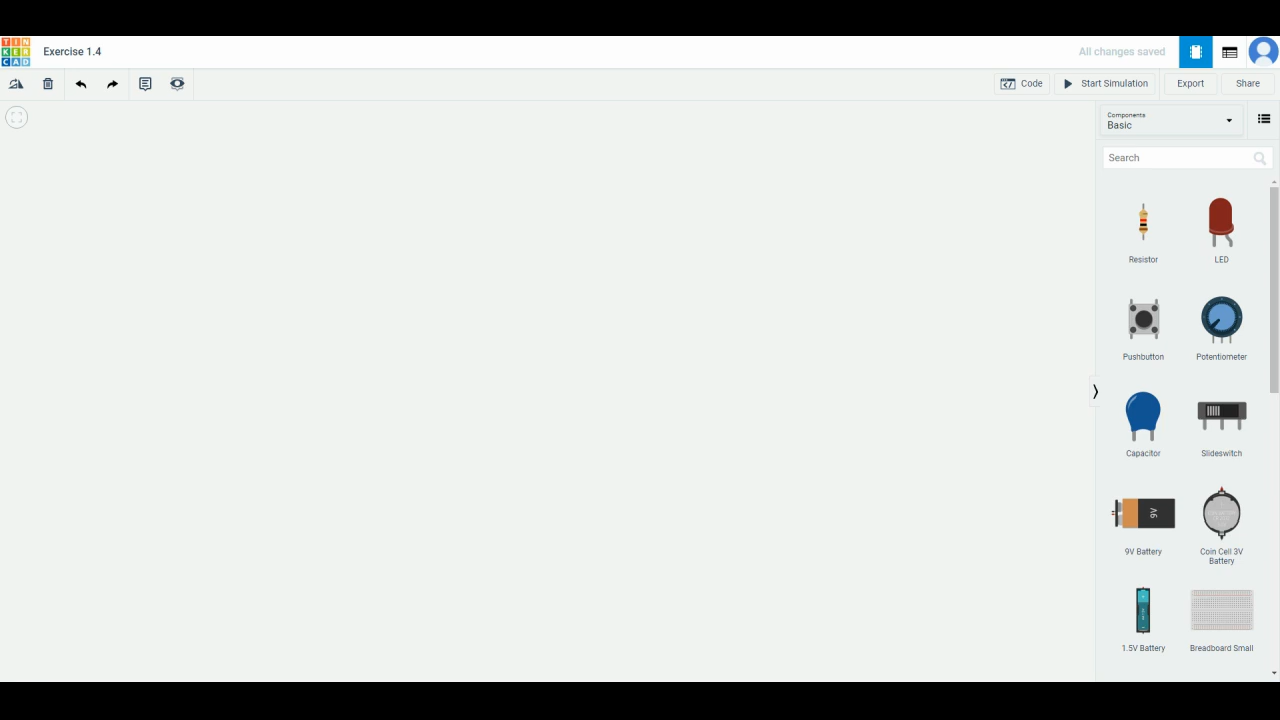 TIN
KER
CAD
Exercise 1.4
All changes saved
Code
Start Simulation
Export
Share
Components
Basic
Search
Resistor
LED
Pushbutton
Potentiometer
Capacitor
Slideswitch
9V
9V Battery
Coin Cell 3V
Battery
1.5V Battery
Breadboard Small